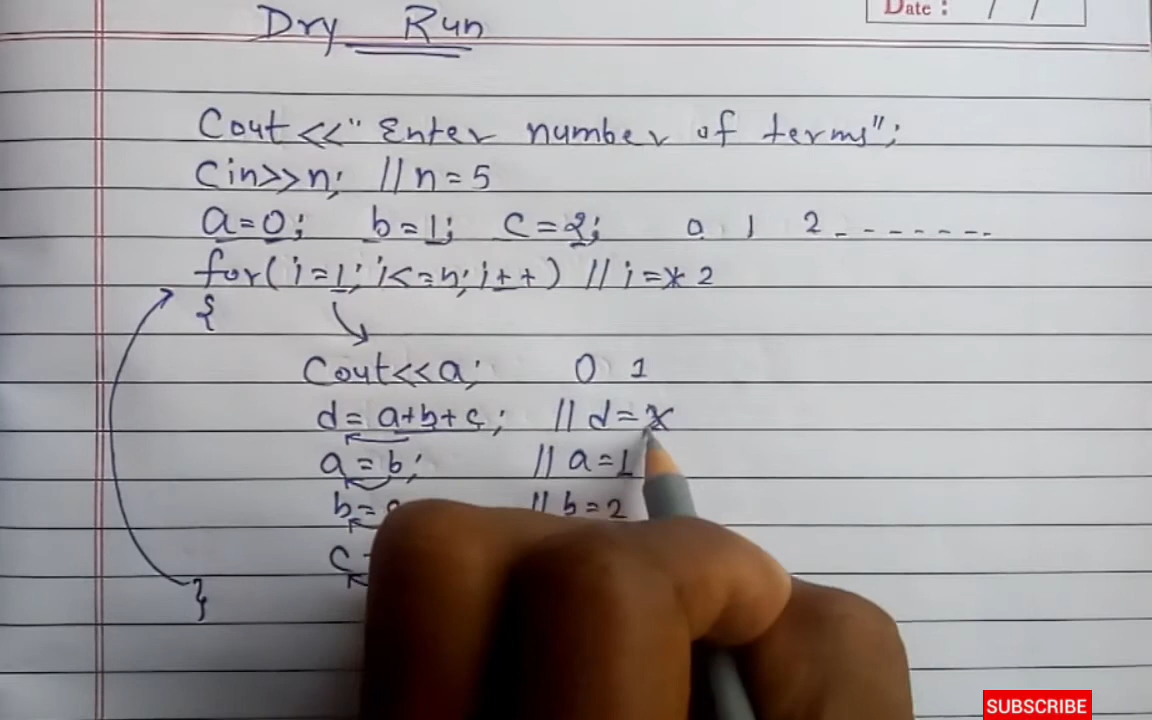 Date : / /
Dry Run
Cout<<"Enter number of terms";
Cin>>n; //n=5
a=0; b=1; c=2; 0 1 2-------
for(i=1; i<=n; i++) //i=1 2
{
Cout<<a; 0 1
d=a+b+c; //d=
a=b; //a=1
b= //b=2
c
}
SUBSCRIBE